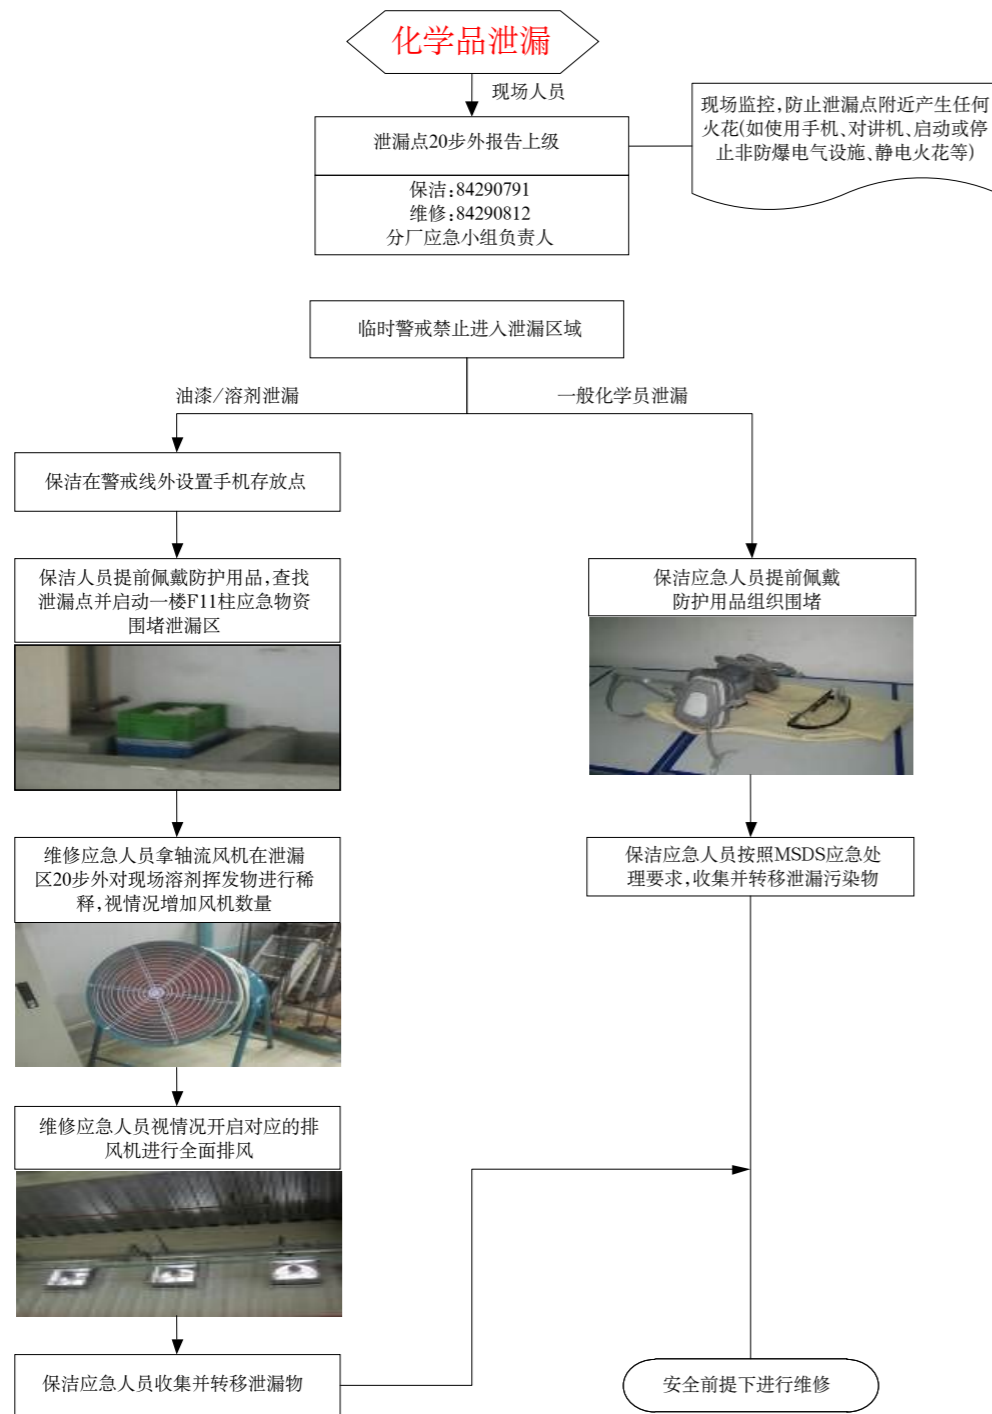 化学品泄漏
现场人员
泄漏点20步外报告上级
现场监控,防止泄漏点附近产生任何
火花(如使用手机、对讲机、启动或停
止非防爆电气设施、静电火花等)
保洁:84290791
维修:84290812
分厂应急小组负责人
临时警戒禁止进入泄漏区域
油漆/溶剂泄漏
一般化学员泄漏
保洁在警戒线外设置手机存放点
保洁人员提前佩戴防护用品,查找
泄漏点并启动一楼F11柱应急物资
围堵泄漏区
保洁应急人员提前佩戴
防护用品组织围堵
维修应急人员拿轴流风机在泄漏
区20步外对现场溶剂挥发物进行稀
释,视情况增加风机数量
保洁应急人员按照MSDS应急处
理要求,收集并转移泄漏污染物
维修应急人员视情况开启对应的排
风机进行全面排风
保洁应急人员收集并转移泄漏物
安全前提下进行维修